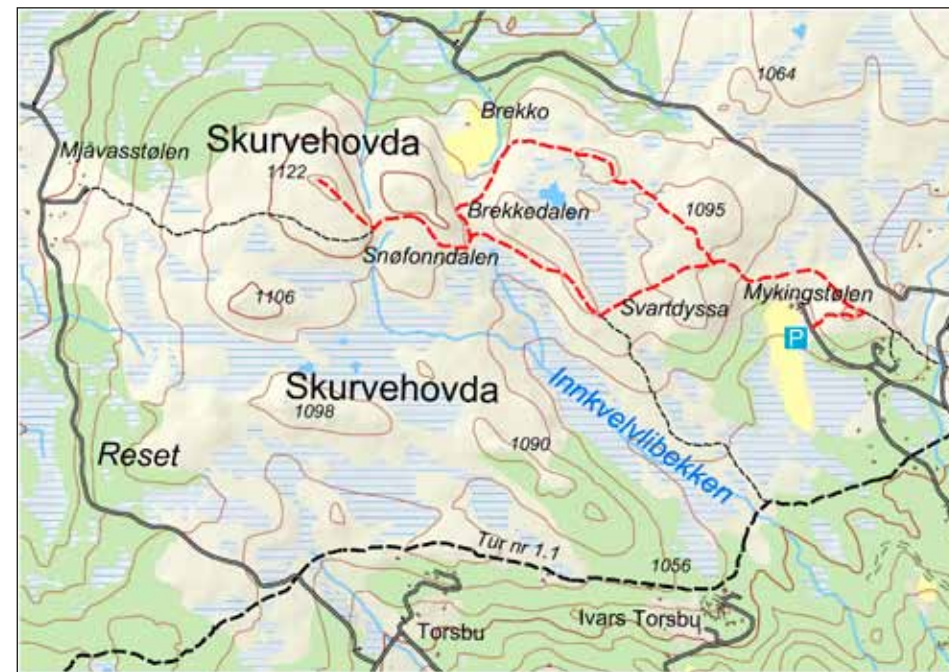 1064
Brekko
Skurvehovda
Mjåvasstølen
1122
Brekkedalen
1095
Snøfonndalen
Mykingstølen
1106
Svartdyssa
P
Skurvehovda
1098
Innkvelvlibekken
1090
Reset
Tur nr 1.1
1056
Torsbu
Ivars Torsbu